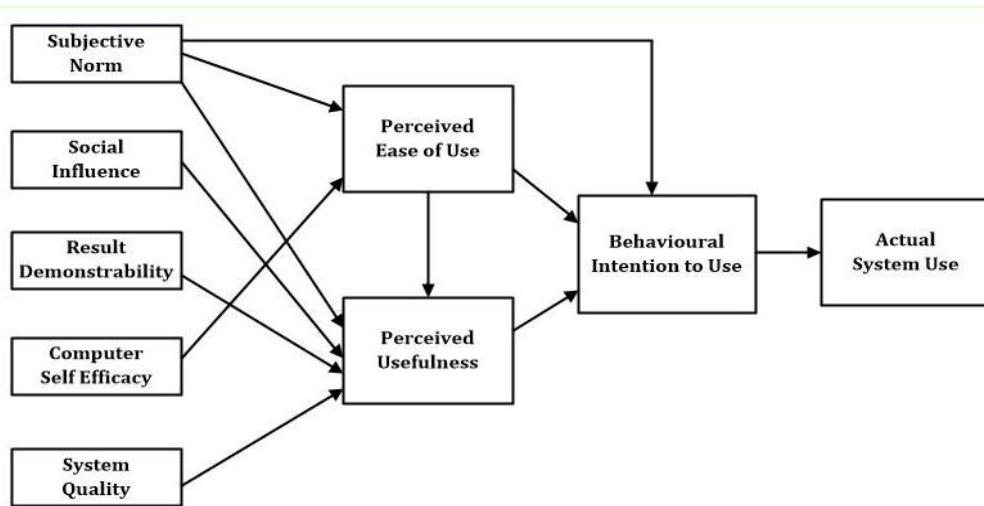 Subjective
Norm
Social
Influence
Result
Demonstrability
Computer
Self Efficacy
System
Quality
Perceived
Ease of Use
Perceived
Usefulness
Behavioural
Intention to Use
Actual
System Use